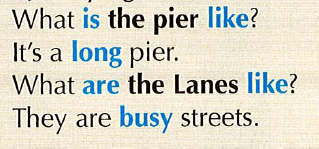 What is the pier like?
It's a long pier.
What are the Lanes like?
They are busy streets.